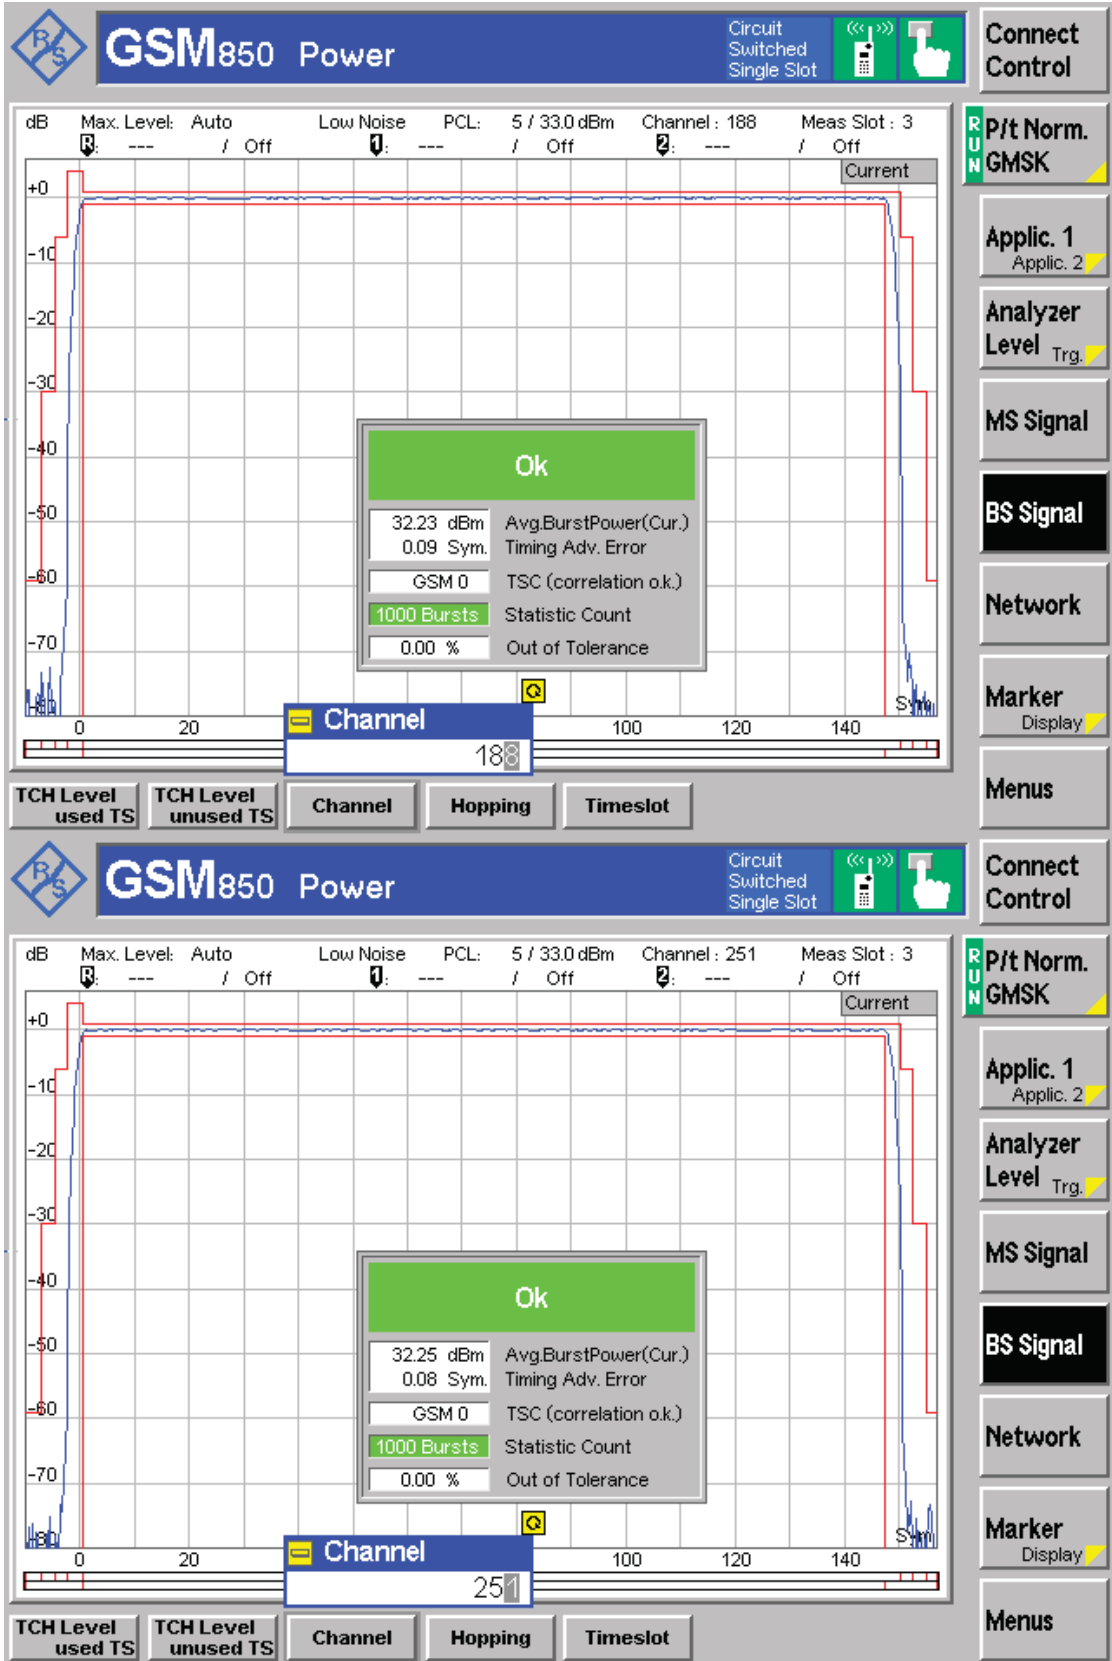 R/S
GSM850 Power
Circuit
Switched
Single Slot
Connect
Control
dB Max. Level: Auto Low Noise PCL: 5 / 33.0 dBm Channel : 188 Meas Slot : 3
R: --- / Off 1: --- / Off 2: --- / Off
Current
RUN
P/t Norm.
GMSK
+0
-10
-20
-30
-40
-50
-60
-70
-80
Applic. 1
Applic. 2
Analyzer
Level Trg.
MS Signal
BS Signal
Network
Marker
Display
Menus
Ok
32.23 dBm Avg.BurstPower(Cur.)
0.09 Sym. Timing Adv. Error
GSM 0 TSC (correlation o.k.)
1000 Bursts Statistic Count
0.00 % Out of Tolerance
Sym
0 20 100 120 140
Channel
188
TCH Level
used TS
TCH Level
unused TS
Channel
Hopping
Timeslot
R/S
GSM850 Power
Circuit
Switched
Single Slot
Connect
Control
dB Max. Level: Auto Low Noise PCL: 5 / 33.0 dBm Channel : 251 Meas Slot : 3
R: --- / Off 1: --- / Off 2: --- / Off
Current
RUN
P/t Norm.
GMSK
+0
-10
-20
-30
-40
-50
-60
-70
-80
Applic. 1
Applic. 2
Analyzer
Level Trg.
MS Signal
BS Signal
Network
Marker
Display
Menus
Ok
32.25 dBm Avg.BurstPower(Cur.)
0.08 Sym. Timing Adv. Error
GSM 0 TSC (correlation o.k.)
1000 Bursts Statistic Count
0.00 % Out of Tolerance
Sym
0 20 100 120 140
Channel
251
TCH Level
used TS
TCH Level
unused TS
Channel
Hopping
Timeslot